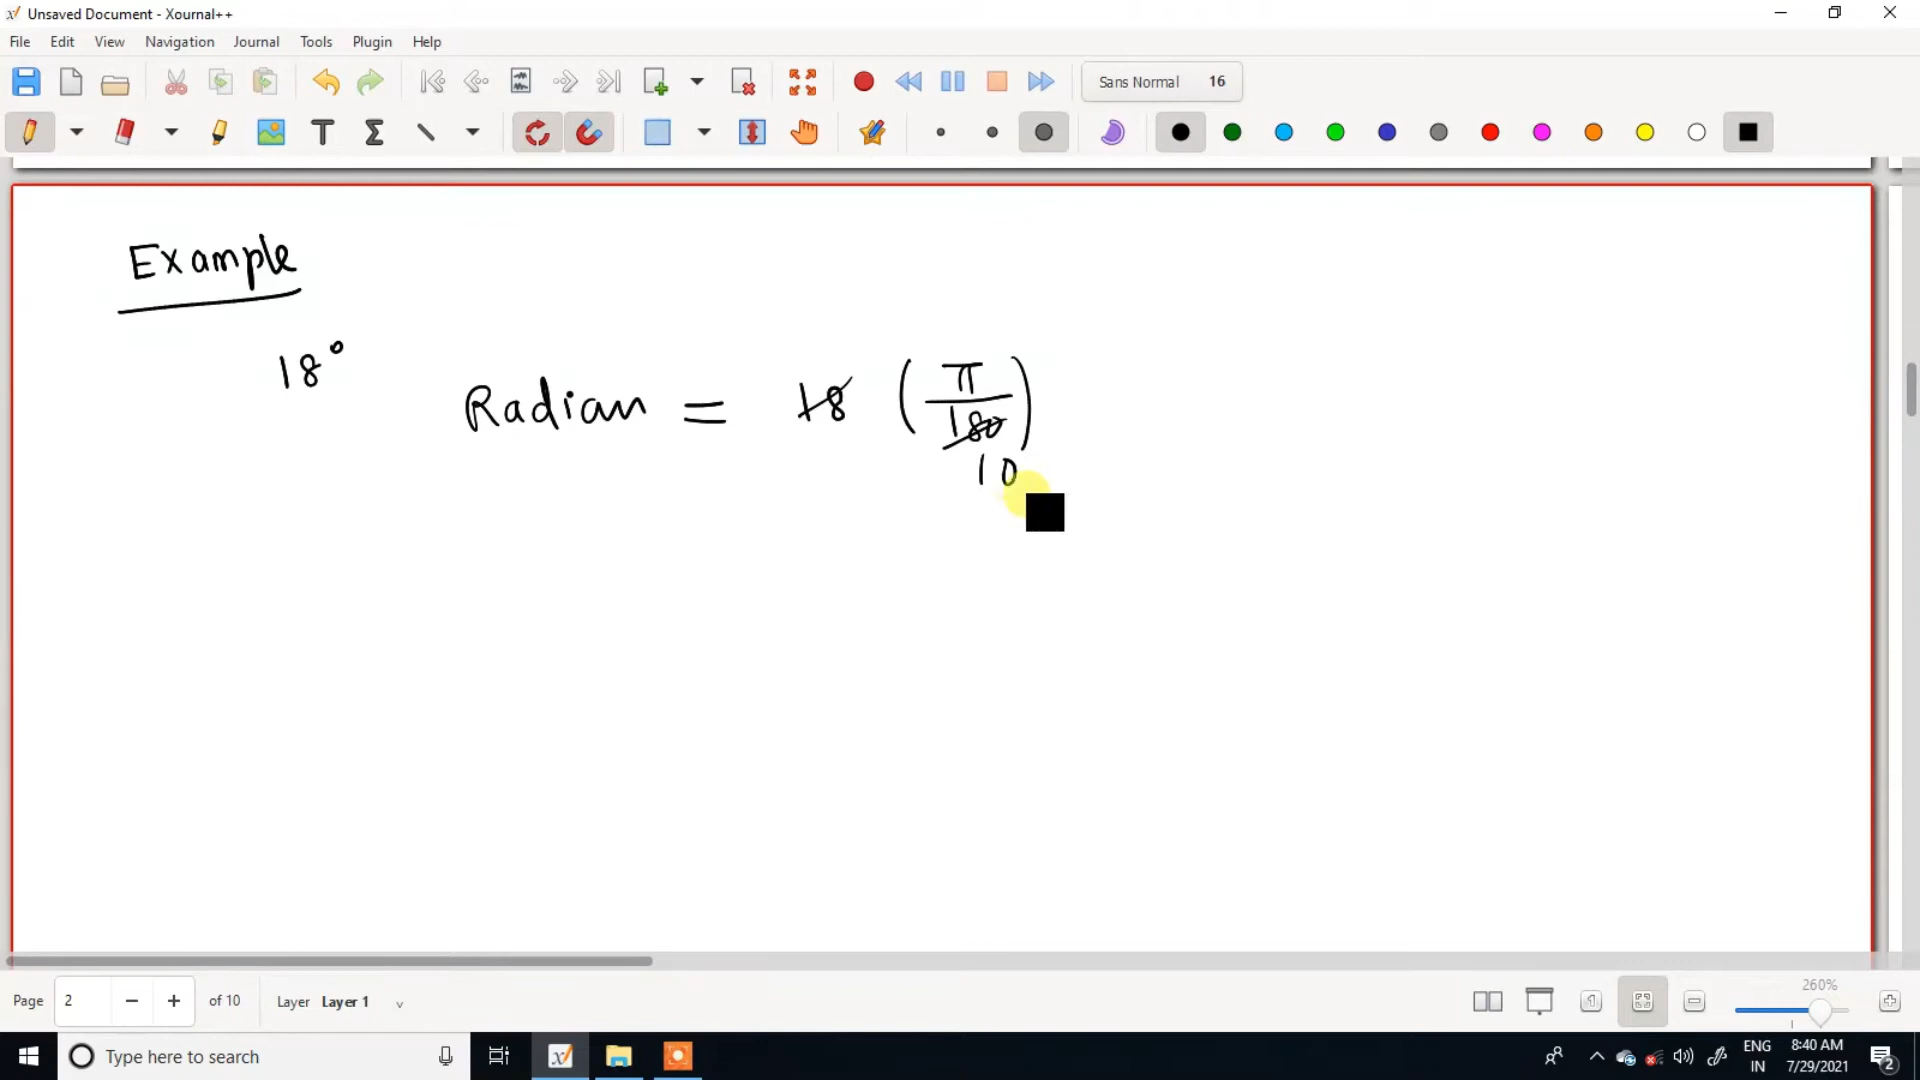 Unsaved Document - Xournal++
File Edit View Navigation Journal Tools Plugin Help
Sans Normal 16
Example
18°
Radian = 18 (π/180)
10
Page 2 of 10 Layer Layer 1
260%
Type here to search
ENG
IN
8:40 AM
7/29/2021
2